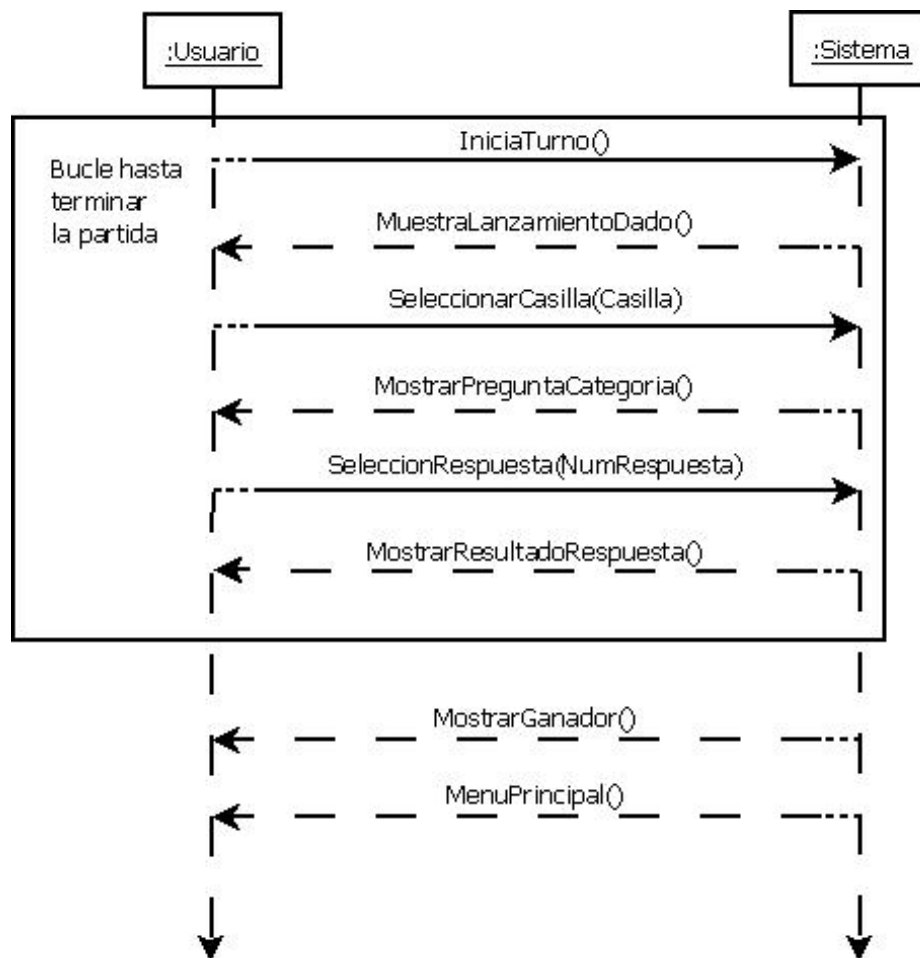 :Usuario
:Sistema
IniciaTurno()
Bucle hasta
terminar
la partida
MuestraLanzamientoDado()
SeleccionarCasilla(Casilla)
MostrarPreguntaCategoria()
SeleccionRespuesta(NumRespuesta)
MostrarResultadoRespuesta()
MostrarGanador()
MenuPrincipal()